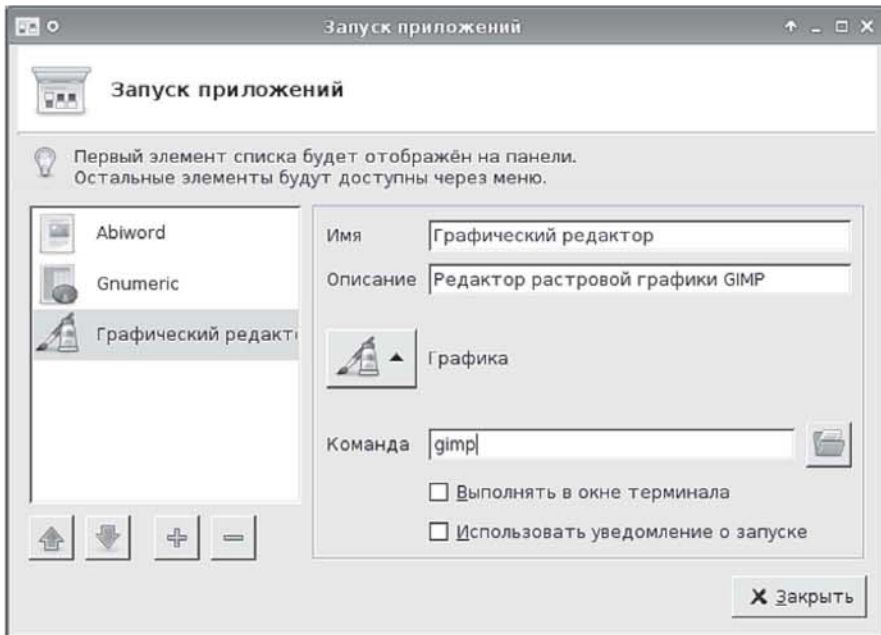 Запуск приложений
Запуск приложений
Первый элемент списка будет отображён на панели.
Остальные элементы будут доступны через меню.
Abiword
Gnumeric
Графический редакт
Имя
Графический редактор
Описание
Редактор растровой графики GIMP
Графика
Команда
gimp
Выполнять в окне терминала
Использовать уведомление о запуске
Закрыть